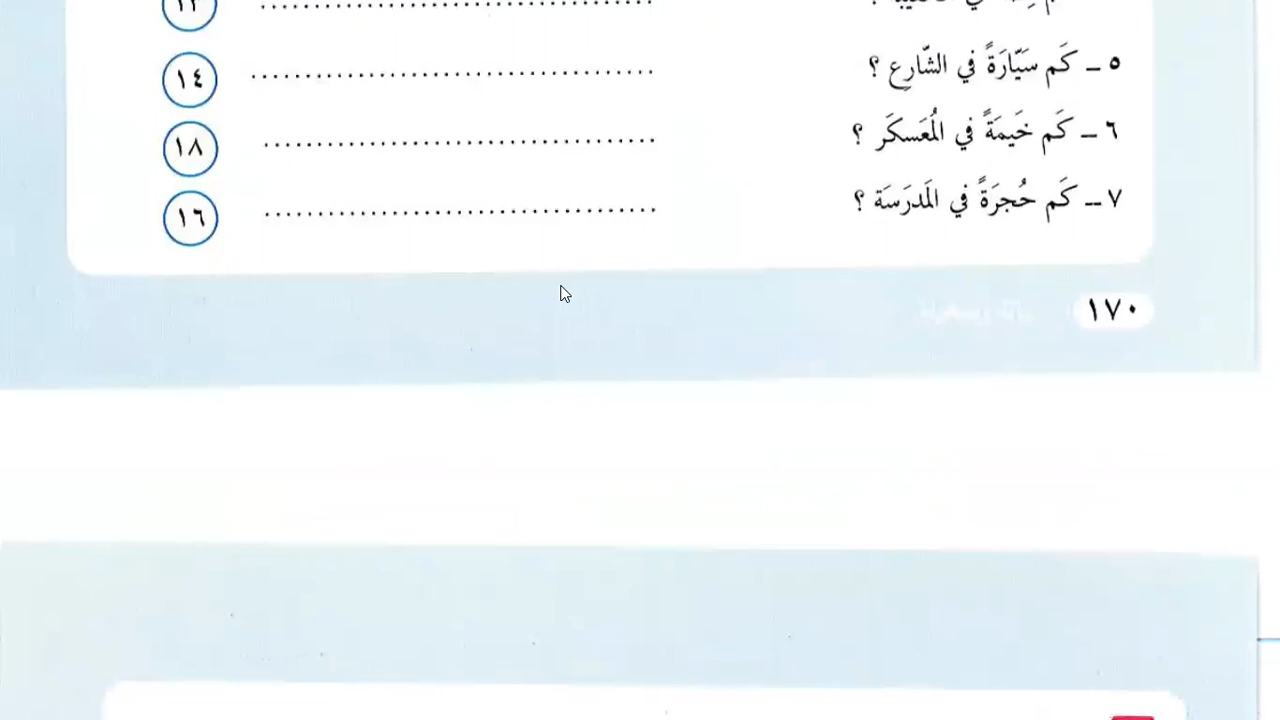 ٥ – كَم سَيّارَةً في الشّارِع ؟ .......................................... ١٤
٦ – كَم خَيمَةً في المُعَسكَر ؟ .......................................... ١٨
٧ – كَم حُجرَةً في المَدرَسَة ؟ .......................................... ١٦
١٧٠